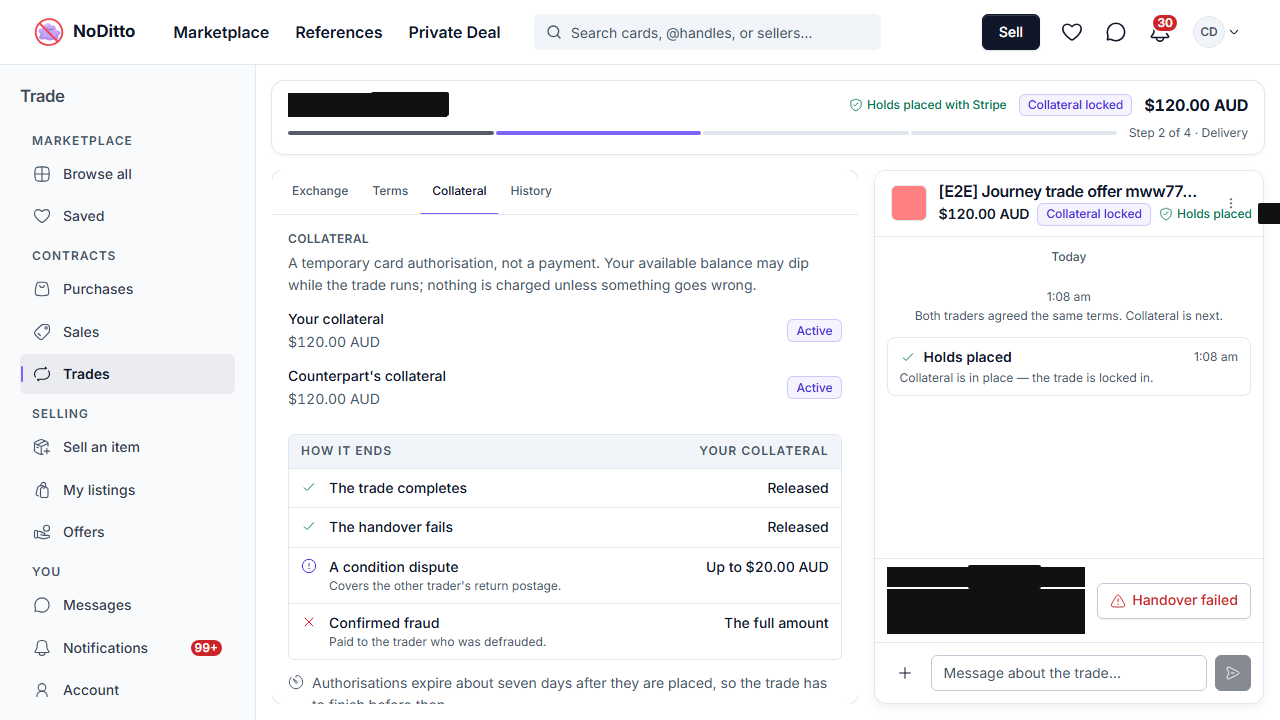 NoDitto
Marketplace
References
Private Deal
Search cards, @handles, or sellers...
Sell
30
CD
Trade
MARKETPLACE
Browse all
Saved
CONTRACTS
Purchases
Sales
Trades
SELLING
Sell an item
My listings
Offers
YOU
Messages
Notifications
99+
Account
Holds placed with Stripe
Collateral locked
$120.00 AUD
Step 2 of 4 · Delivery
Exchange
Terms
Collateral
History
COLLATERAL
A temporary card authorisation, not a payment. Your available balance may dip
while the trade runs; nothing is charged unless something goes wrong.
Your collateral
$120.00 AUD
Active
Counterpart's collateral
$120.00 AUD
Active
HOW IT ENDS
YOUR COLLATERAL
The trade completes
Released
The handover fails
Released
A condition dispute
Up to $20.00 AUD
Covers the other trader's return postage.
Confirmed fraud
The full amount
Paid to the trader who was defrauded.
Authorisations expire about seven days after they are placed, so the trade has
to finish before then.
[E2E] Journey trade offer mww77...
$120.00 AUD
Collateral locked
Holds placed
Today
1:08 am
Both traders agreed the same terms. Collateral is next.
Holds placed
1:08 am
Collateral is in place — the trade is locked in.
Handover failed
Message about the trade...